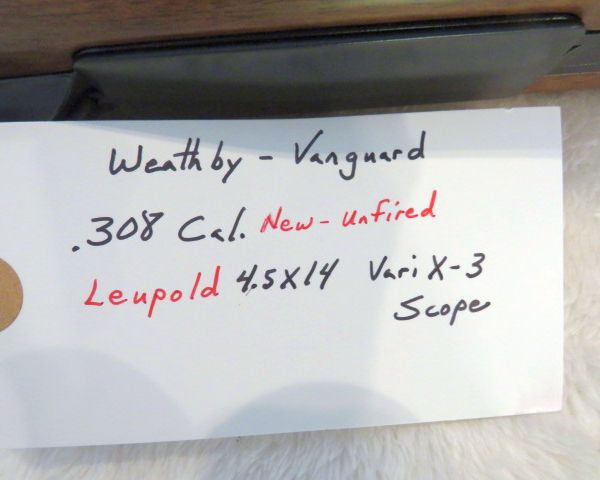 Weathby - Vanguard
.308 Cal. New-Unfired
Leupold 4.5X14 Vari X-3
Scope